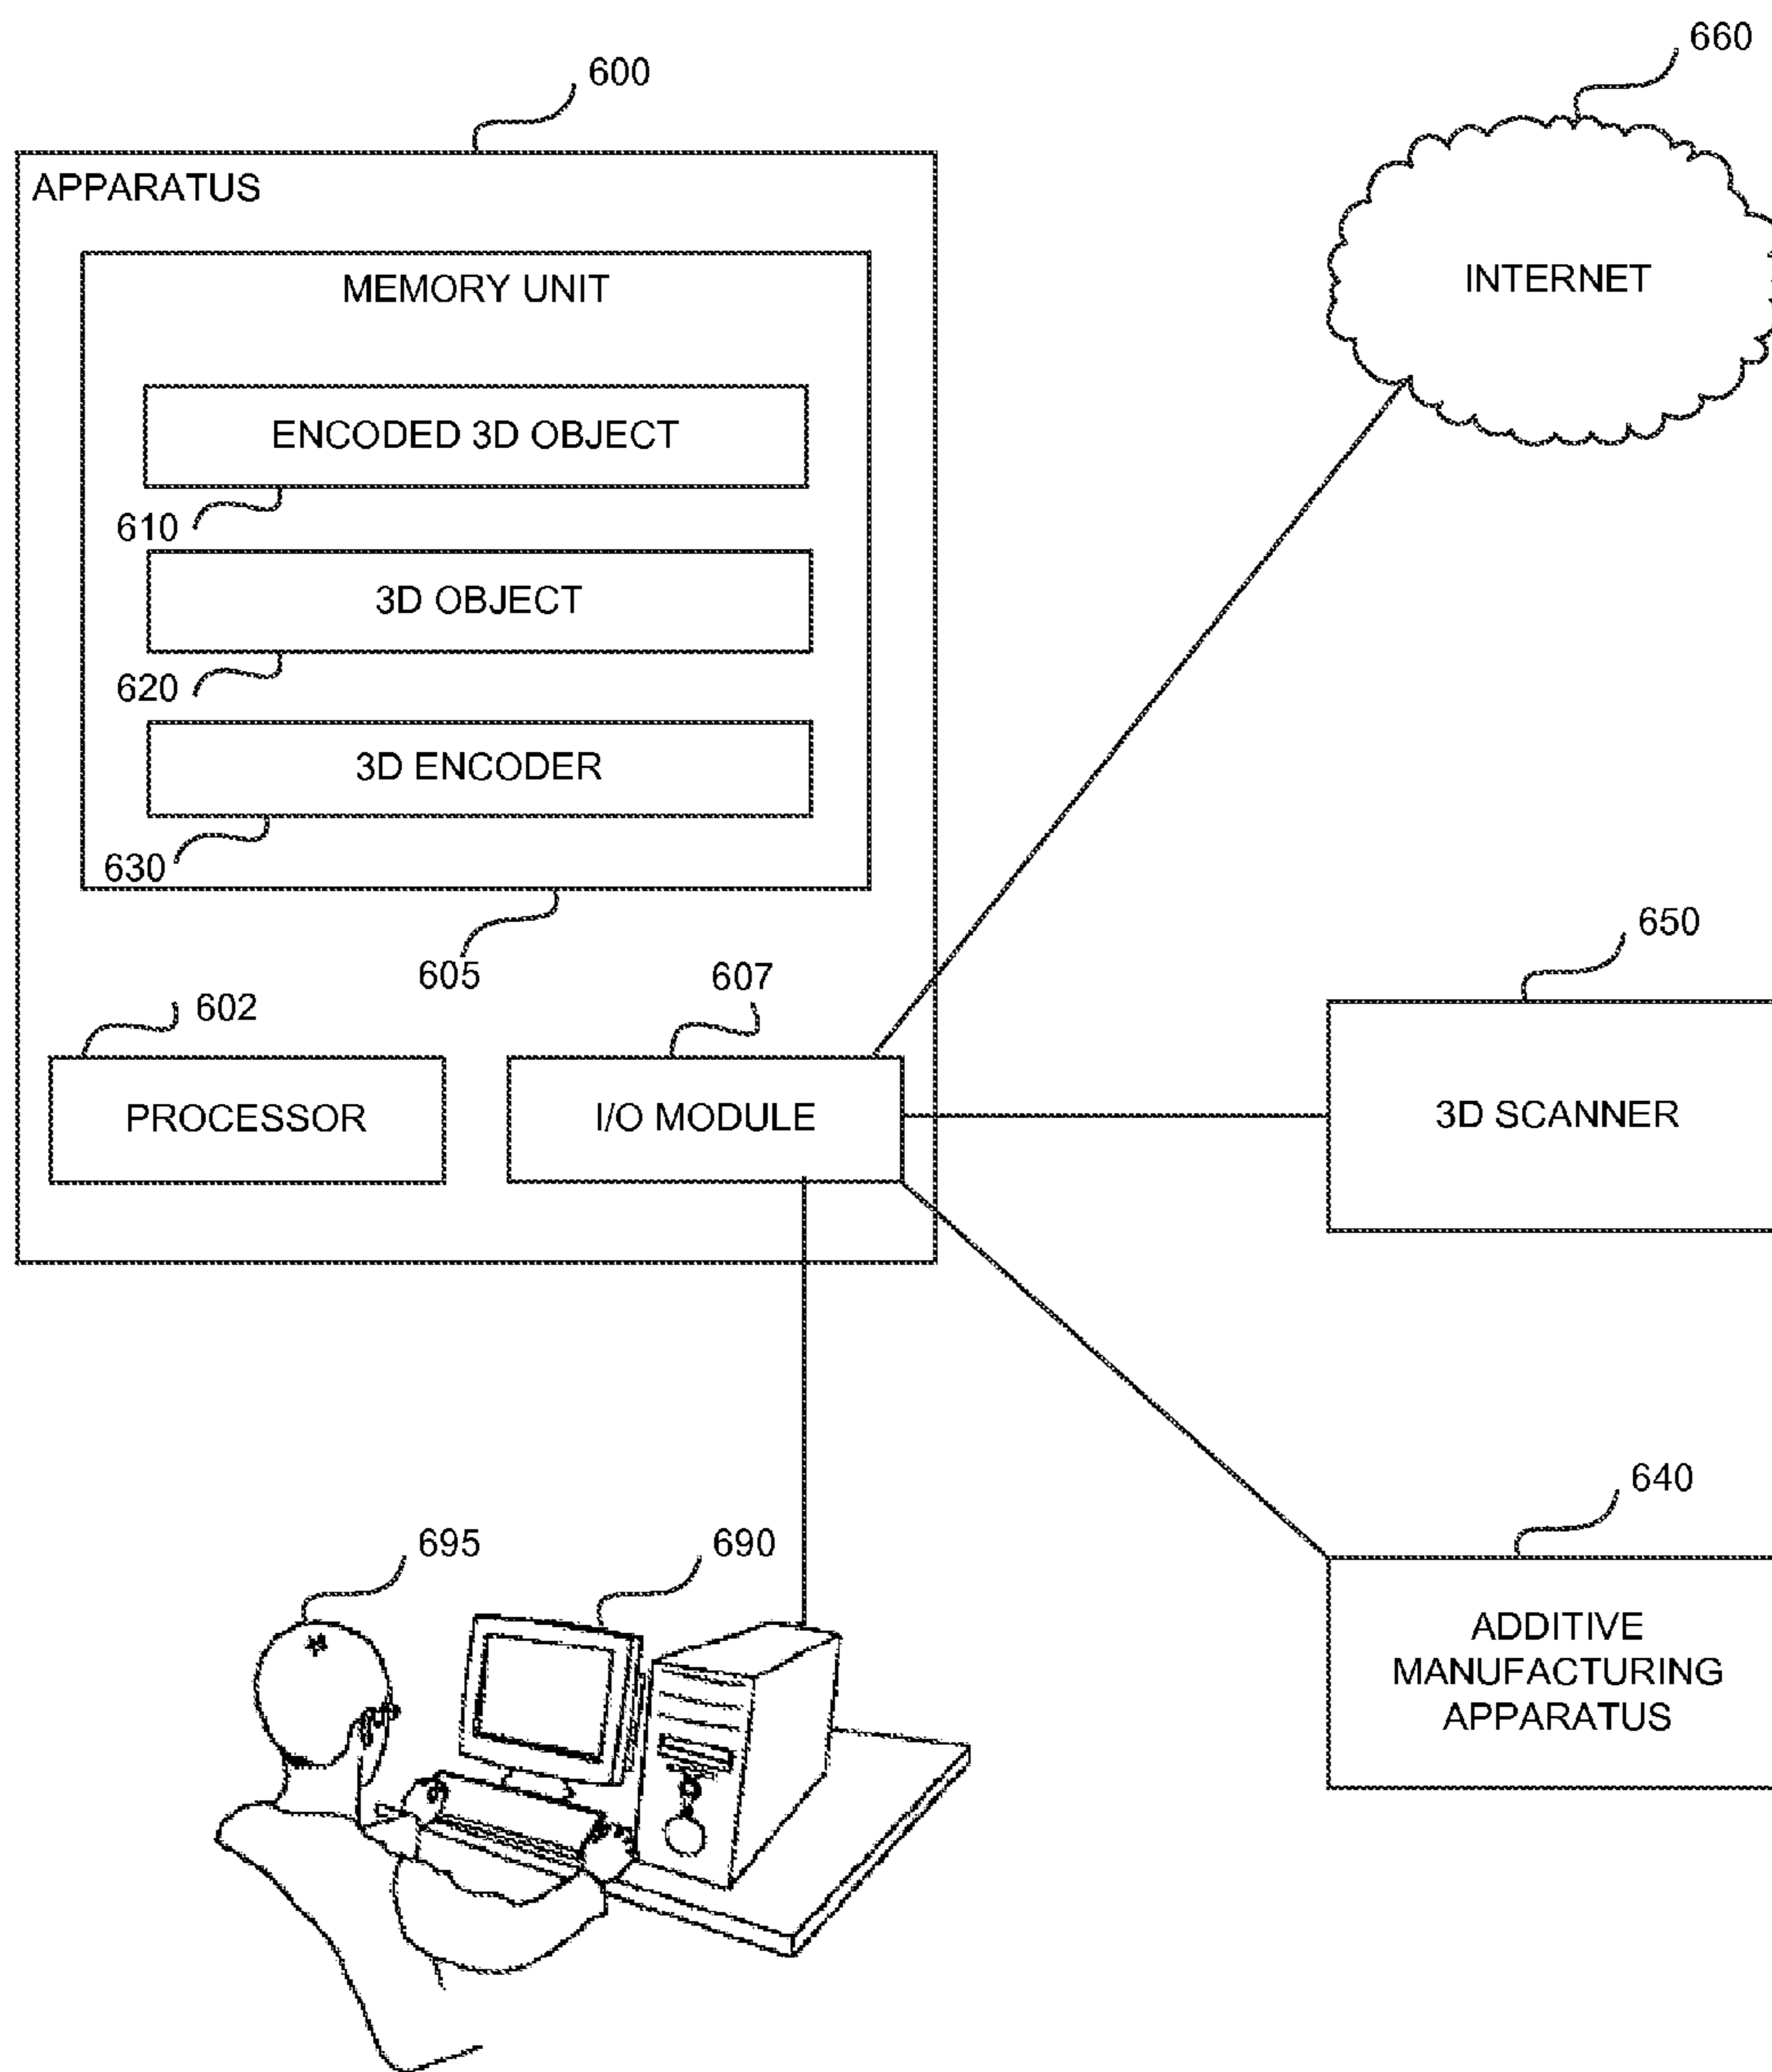 660
600
APPARATUS
MEMORY UNIT
INTERNET
ENCODED 3D OBJECT
610
3D OBJECT
620
3D ENCODER
630
605
607
650
602
PROCESSOR
I/O MODULE
3D SCANNER
640
695
690
ADDITIVE
MANUFACTURING
APPARATUS